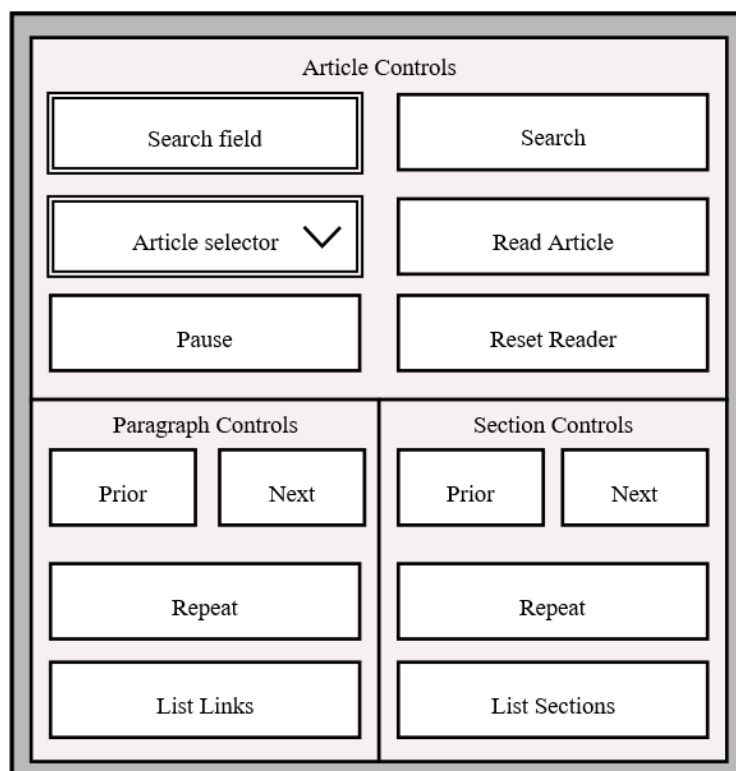 Article Controls
Search field
Search
Article selector
Read Article
Pause
Reset Reader
Paragraph Controls
Prior
Next
Repeat
List Links
Section Controls
Prior
Next
Repeat
List Sections